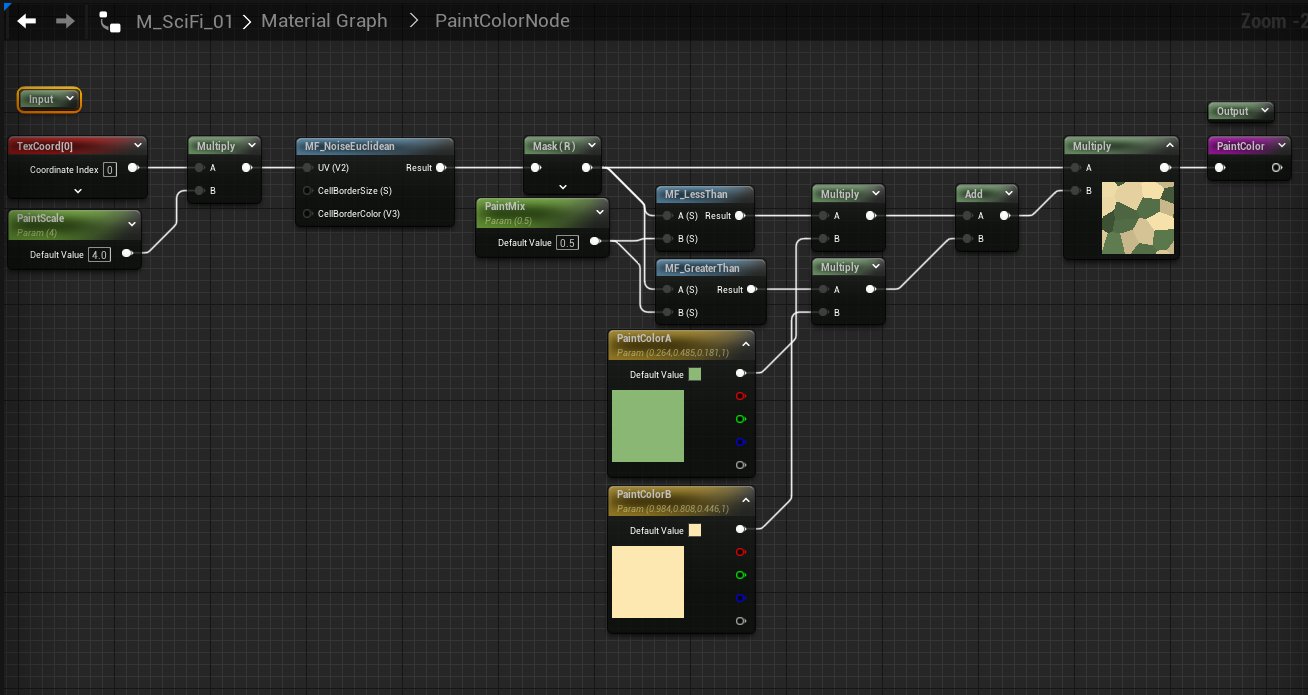 M_SciFi_01 > Material Graph > PaintColorNode
Zoom -2
Input
Output
TexCoord[0]
Coordinate Index 0
PaintScale
Param (4)
Default Value 4.0
Multiply
A
B
MF_NoiseEuclidean
UV (V2) Result
CellBorderSize (S)
CellBorderColor (V3)
Mask ( R )
PaintMix
Param (0.5)
Default Value 0.5
MF_LessThan
A (S) Result
B (S)
MF_GreaterThan
A (S) Result
B (S)
Multiply
A
B
Multiply
A
B
Add
A
B
Multiply
A
B
PaintColor
PaintColorA
Param (0.264,0.485,0.181,1)
Default Value
PaintColorB
Param (0.984,0.808,0.446,1)
Default Value